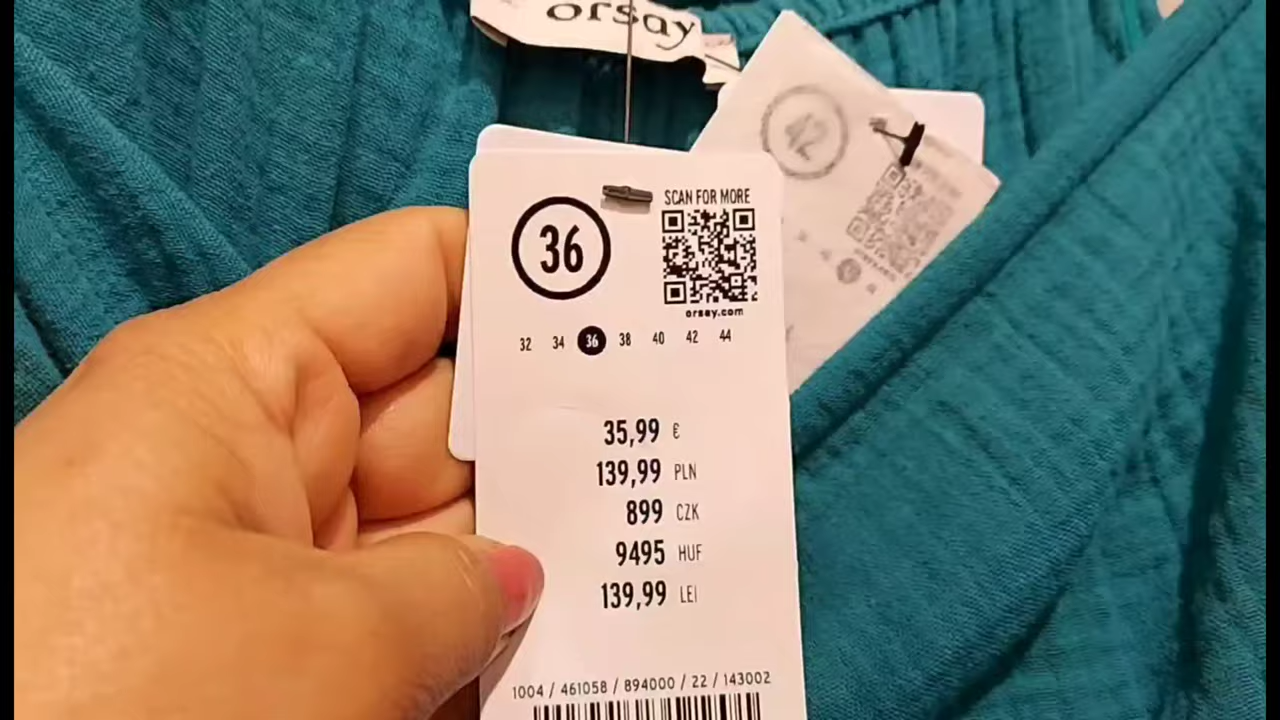 orsay
42
SCAN FOR MORE
36
orsay.com
32 34 36 38 40 42 44
35,99 €
139,99 PLN
899 CZK
9495 HUF
139,99 LEI
1004 / 461058 / 894000 / 22 / 143002